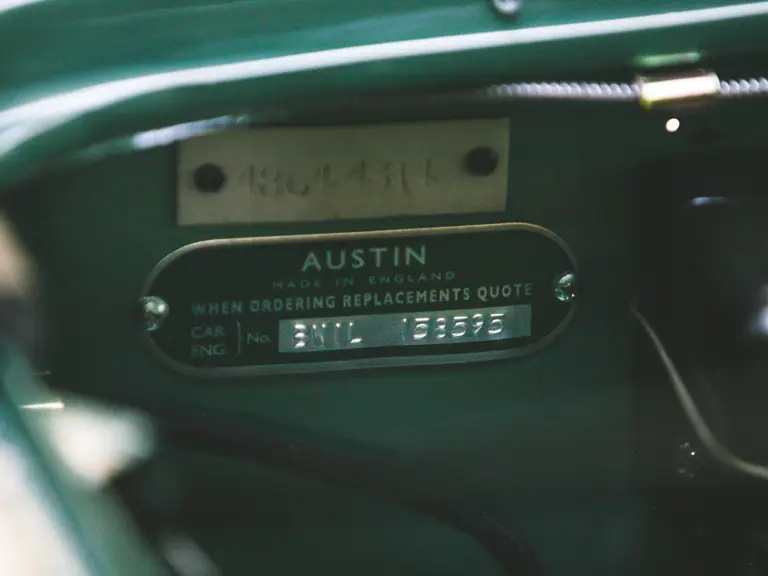 AUSTIN
MADE IN ENGLAND
WHEN ORDERING REPLACEMENTS QUOTE
CAR
ENG. } No. BN1L 158595